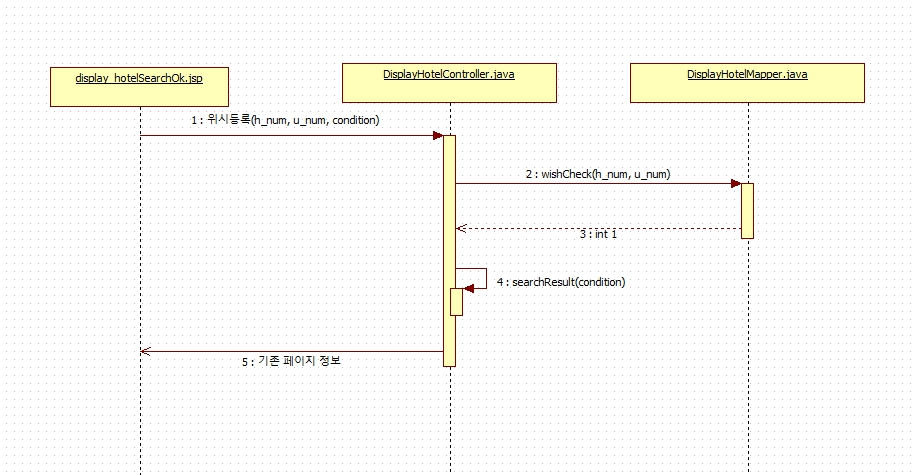 display_hotelSearchOk.jsp
DisplayHotelController.java
DisplayHotelMapper.java
1 : 위시등록(h_num, u_num, condition)
2 : wishCheck(h_num, u_num)
3 : int 1
4 : searchResult(condition)
5 : 기존 페이지 정보